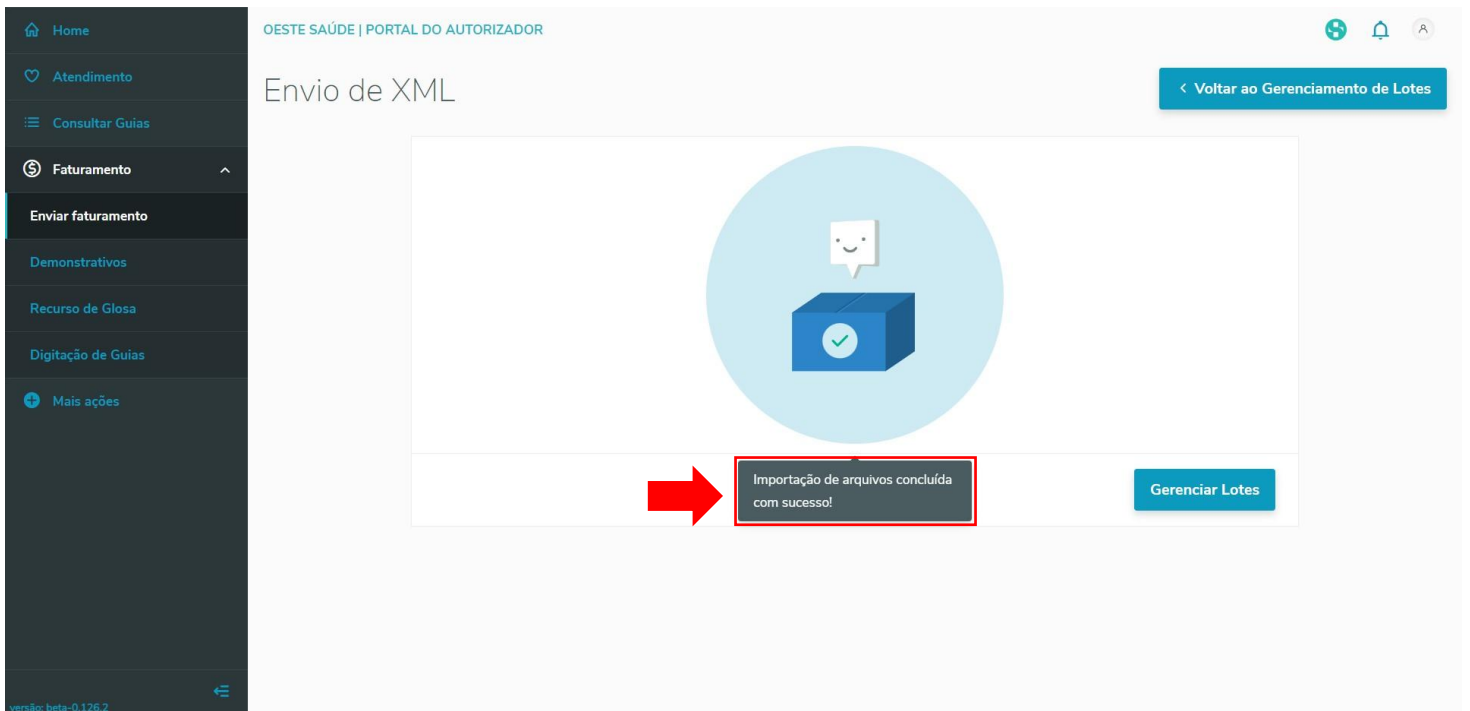 Home
Atendimento
Consultar Guias
Faturamento
Enviar faturamento
Demonstrativos
Recurso de Glosa
Digitação de Guias
Mais ações
versão: beta-0.126.2
OESTE SAÚDE | PORTAL DO AUTORIZADOR
Envio de XML
Voltar ao Gerenciamento de Lotes
Importação de arquivos concluída
com sucesso!
Gerenciar Lotes